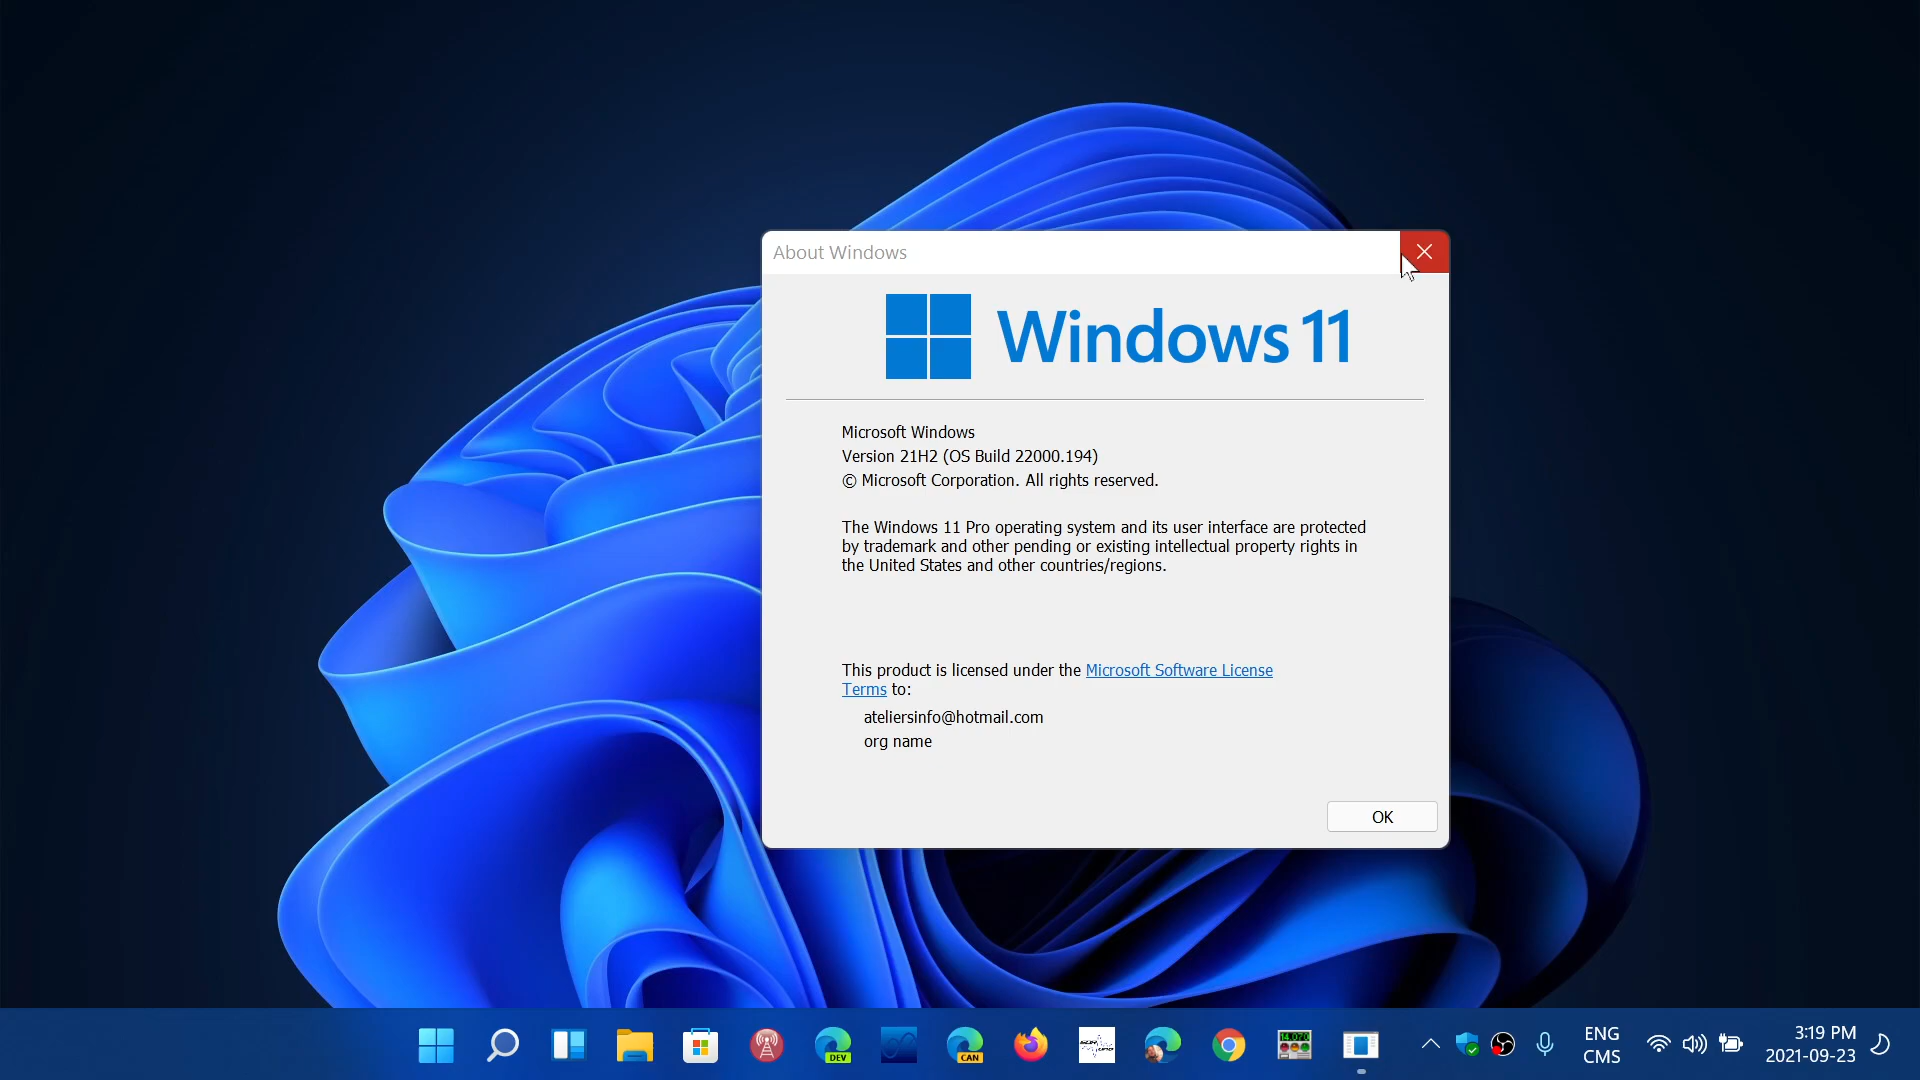 About Windows
Windows 11
Microsoft Windows
Version 21H2 (OS Build 22000.194)
© Microsoft Corporation. All rights reserved.
The Windows 11 Pro operating system and its user interface are protected
by trademark and other pending or existing intellectual property rights in
the United States and other countries/regions.
This product is licensed under the Microsoft Software License
Terms to:
ateliersinfo@hotmail.com
org name
OK
DEV
CAN
ENG
CMS
3:19 PM
2021-09-23